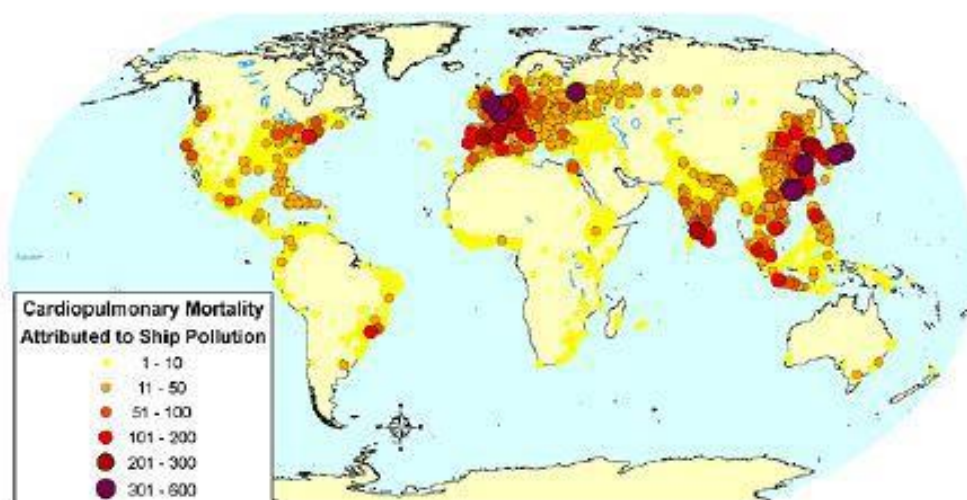 Cardiopulmonary Mortality
Attributed to Ship Pollution
1 - 10
11 - 50
51 - 100
101 - 200
201 - 300
301 - 600